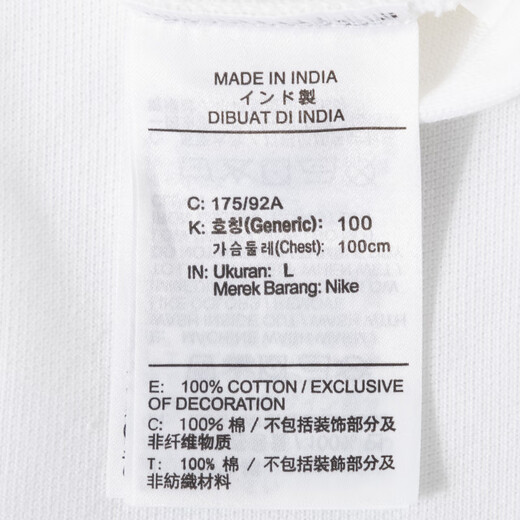 MADE IN INDIA
インド製
DIBUAT DI INDIA
C: 175/92A
K: 호칭(Generic): 100
가슴둘레(Chest): 100cm
IN: Ukuran: L
Merek Barang: Nike
E: 100% COTTON / EXCLUSIVE
OF DECORATION
C: 100% 棉 / 不包括装饰部分及
非纤维物质
T: 100% 棉 / 不包括裝飾部分及
非紡織材料